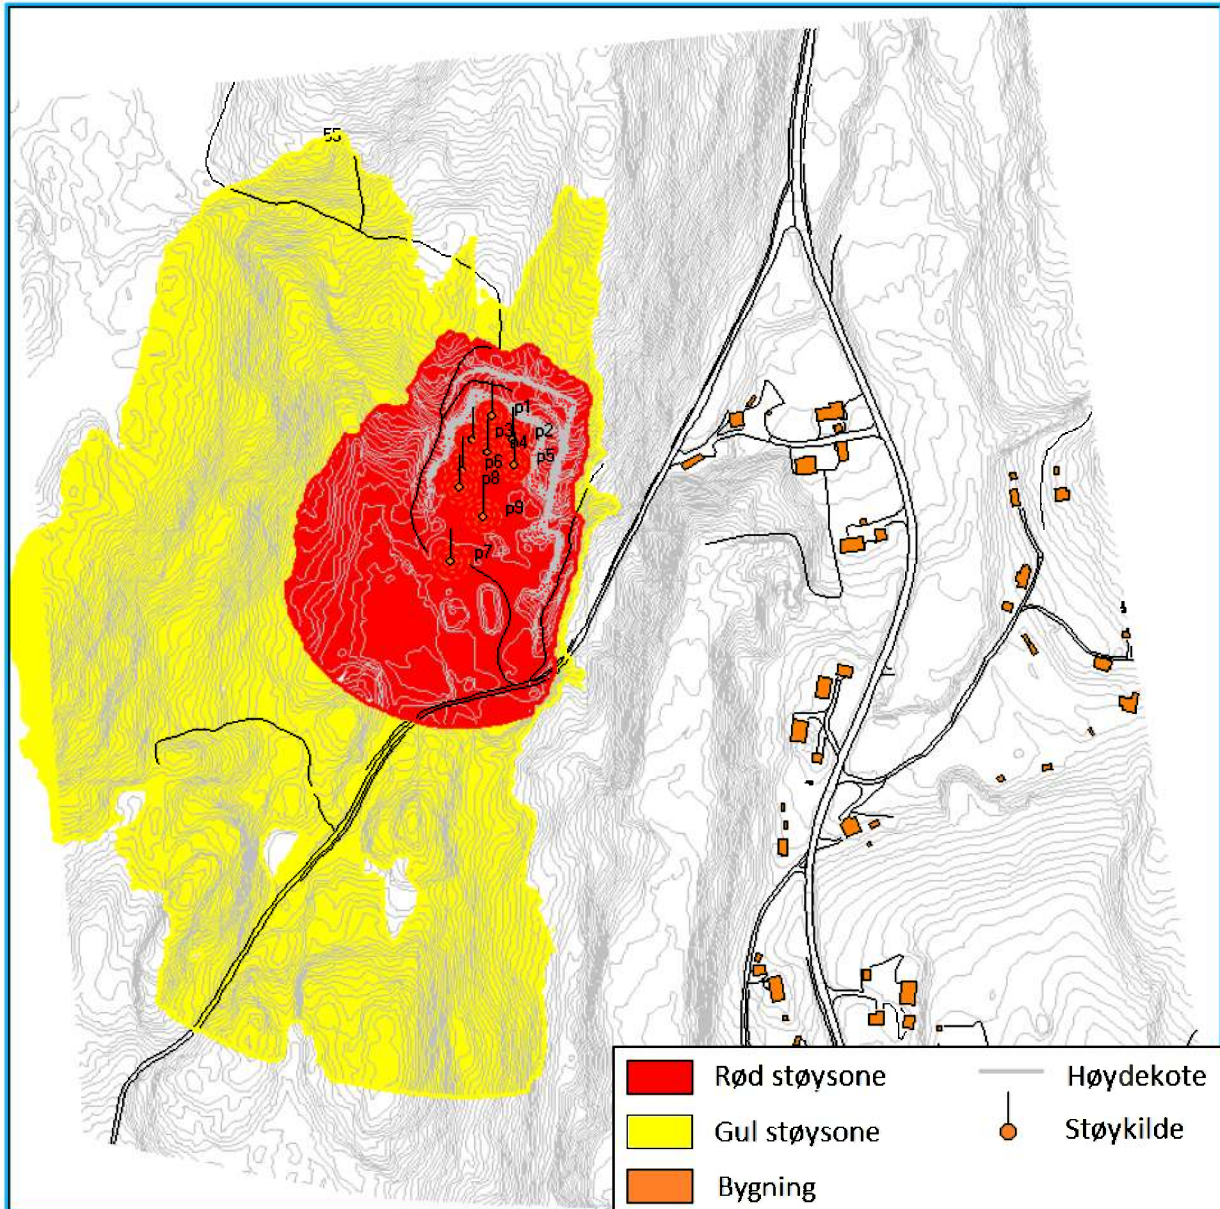 55
p1
p3
p2
p4
p5
p6
p8
p9
p7
Rød støysone
Høydekote
Gul støysone
Støykilde
Bygning